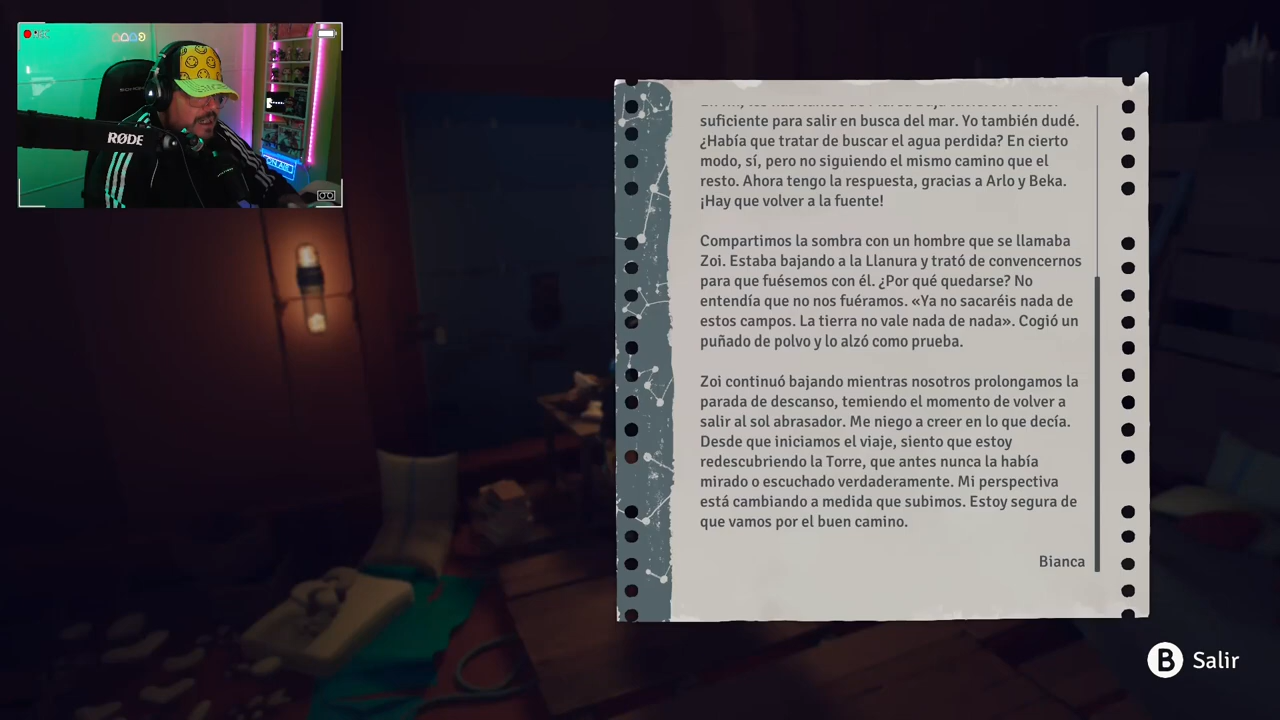 RØDE
ON AIR
suficiente para salir en busca del mar. Yo también dudé.
¿Había que tratar de buscar el agua perdida? En cierto
modo, sí, pero no siguiendo el mismo camino que el
resto. Ahora tengo la respuesta, gracias a Arlo y Beka.
¡Hay que volver a la fuente!
Compartimos la sombra con un hombre que se llamaba
Zoi. Estaba bajando a la Llanura y trató de convencernos
para que fuésemos con él. ¿Por qué quedarse? No
entendía que no nos fuéramos. «Ya no sacaréis nada de
estos campos. La tierra no vale nada de nada». Cogió un
puñado de polvo y lo alzó como prueba.
Zoi continuó bajando mientras nosotros prolongamos la
parada de descanso, temiendo el momento de volver a
salir al sol abrasador. Me niego a creer en lo que decía.
Desde que iniciamos el viaje, siento que estoy
redescubriendo la Torre, que antes nunca la había
mirado o escuchado verdaderamente. Mi perspectiva
está cambiando a medida que subimos. Estoy segura de
que vamos por el buen camino.
Bianca
B Salir